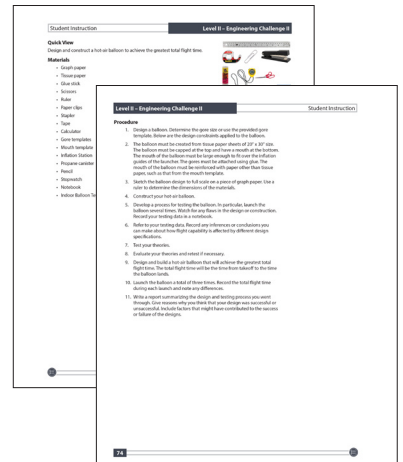 Student Instruction
Level II – Engineering Challenge II
Quick View
Design and construct a hot-air balloon to achieve the greatest total flight time.
Materials
• Graph paper
• Tissue paper
• Glue stick
• Scissors
• Ruler
• Paper clips
• Stapler
• Tape
• Calculator
• Gore templates
• Mouth template
• Inflation Station
• Propane canister
• Pencil
• Stopwatch
• Notebook
• Indoor Balloon Te
Level II – Engineering Challenge II
Student Instruction
Procedure
1. Design a balloon. Determine the gore size or use the provided gore
template. Below are the design constraints applied to the balloon.
2. The balloon must be created from tissue paper sheets of 20" x 30" size.
The balloon must be capped at the top and have a mouth at the bottom.
The mouth of the balloon must be large enough to fit over the inflation
guides of the launcher. The gores must be attached using glue. The
mouth of the balloon must be reinforced with paper other than tissue
paper, such as that from the mouth template.
3. Sketch the balloon design to full scale on a piece of graph paper. Use a
ruler to determine the dimensions of the materials.
4. Construct your hot-air balloon.
5. Develop a process for testing the balloon. In particular, launch the
balloon several times. Watch for any flaws in the design or construction.
Record your testing data in a notebook.
6. Refer to your testing data. Record any inferences or conclusions you
can make about how flight capability is affected by different design
specifications.
7. Test your theories.
8. Evaluate your theories and retest if necessary.
9. Design and build a hot-air balloon that will achieve the greatest total
flight time. The total flight time will be the time from takeoff to the time
the balloon lands.
10. Launch the balloon a total of three times. Record the total flight time
during each launch and note any differences.
11. Write a report summarizing the design and testing process you went
through. Give reasons why you think that your design was successful or
unsuccessful. Include factors that might have contributed to the success
or failure of the designs.
74